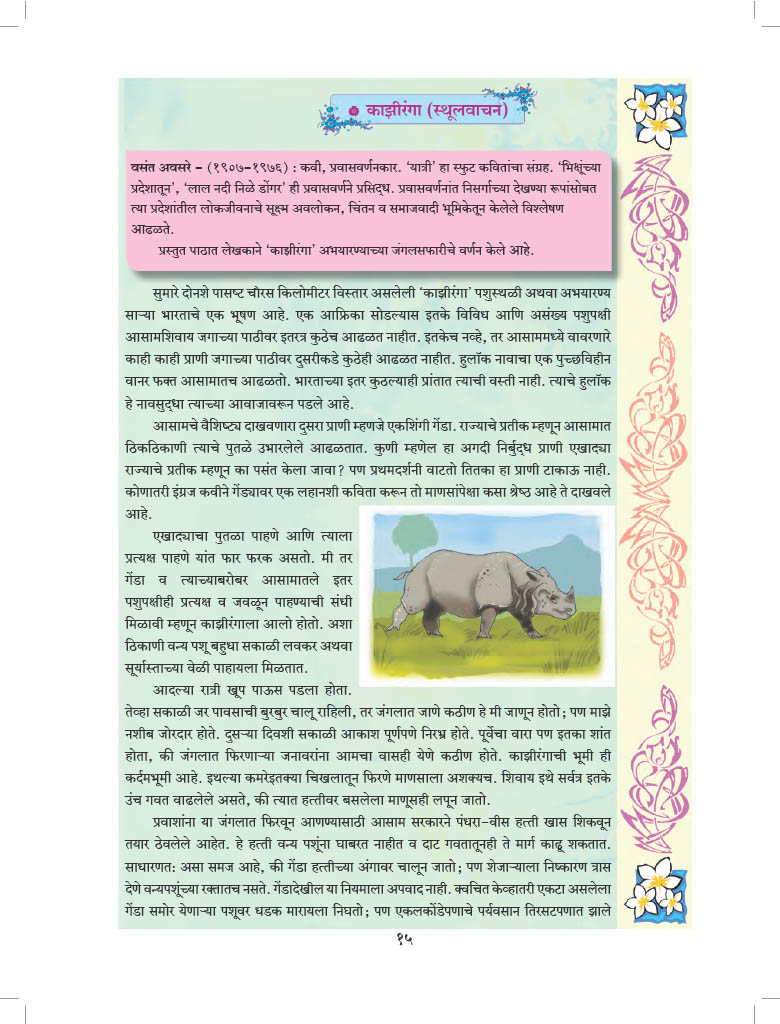 काझीरंगा (स्थूलवाचन)
वसंत अवसरे – (१९०७-१९७६) : कवी, प्रवासवर्णनकार. ‘यात्री’ हा स्फुट कवितांचा संग्रह. ‘भिक्षूंच्या
प्रदेशातून’, ‘लाल नदी निळे डोंगर’ ही प्रवासवर्णने प्रसिद्ध. प्रवासवर्णनांत निसर्गाच्या देखण्या रूपांसोबत
त्या प्रदेशांतील लोकजीवनाचे सूक्ष्म अवलोकन, चिंतन व समाजवादी भूमिकेतून केलेले विश्लेषण
आढळते.
प्रस्तुत पाठात लेखकाने ‘काझीरंगा’ अभयारण्याच्या जंगलसफारीचे वर्णन केले आहे.
सुमारे दोनशे पासष्ट चौरस किलोमीटर विस्तार असलेली ‘काझीरंगा’ पशुस्थळी अथवा अभयारण्य
साऱ्या भारताचे एक भूषण आहे. एक आफ्रिका सोडल्यास इतके विविध आणि असंख्य पशुपक्षी
आसामशिवाय जगाच्या पाठीवर इतरत्र कुठेच आढळत नाहीत. इतकेच नव्हे, तर आसाममध्ये वावरणारे
काही काही प्राणी जगाच्या पाठीवर दुसरीकडे कुठेही आढळत नाहीत. हुलॉक नावाचा एक पुच्छविहीन
वानर फक्त आसामातच आढळतो. भारताच्या इतर कुठल्याही प्रांतात त्याची वस्ती नाही. त्याचे हुलॉक
हे नावसुद्धा त्याच्या आवाजावरून पडले आहे.
आसामचे वैशिष्ट्य दाखवणारा दुसरा प्राणी म्हणजे एकशिंगी गेंडा. राज्याचे प्रतीक म्हणून आसामात
ठिकठिकाणी त्याचे पुतळे उभारलेले आढळतात. कुणी म्हणेल हा अगदी निर्बुद्ध प्राणी एखाद्या
राज्याचे प्रतीक म्हणून का पसंत केला जावा? पण प्रथमदर्शनी वाटतो तितका हा प्राणी टाकाऊ नाही.
कोणातरी इंग्रज कवीने गेंड्यावर एक लहानशी कविता करून तो माणसांपेक्षा कसा श्रेष्ठ आहे ते दाखवले
आहे.
एखाद्याचा पुतळा पाहणे आणि त्याला
प्रत्यक्ष पाहणे यांत फार फरक असतो. मी तर
गेंडा व त्याच्याबरोबर आसामातले इतर
पशुपक्षीही प्रत्यक्ष व जवळून पाहण्याची संधी
मिळावी म्हणून काझीरंगाला आलो होतो. अशा
ठिकाणी वन्य पशू बहुधा सकाळी लवकर अथवा
सूर्यास्ताच्या वेळी पाहायला मिळतात.
आदल्या रात्री खूप पाऊस पडला होता.
तेव्हा सकाळी जर पावसाची बुरबुर चालू राहिली, तर जंगलात जाणे कठीण हे मी जाणून होतो; पण माझे
नशीब जोरदार होते. दुसऱ्या दिवशी सकाळी आकाश पूर्णपणे निरभ्र होते. पूर्वेचा वारा पण इतका शांत
होता, की जंगलात फिरणाऱ्या जनावरांना आमचा वासही येणे कठीण होते. काझीरंगाची भूमी ही
कर्दमभूमी आहे. इथल्या कमरेइतक्या चिखलातून फिरणे माणसाला अशक्यच. शिवाय इथे सर्वत्र इतके
उंच गवत वाढलेले असते, की त्यात हत्तीवर बसलेला माणूसही लपून जातो.
प्रवाशांना या जंगलात फिरवून आणण्यासाठी आसाम सरकारने पंधरा-वीस हत्ती खास शिकवून
तयार ठेवलेले आहेत. हे हत्ती वन्य पशूंना घाबरत नाहीत व दाट गवतातूनही ते मार्ग काढू शकतात.
साधारणतः असा समज आहे, की गेंडा हत्तीच्या अंगावर चालून जातो; पण शेजाऱ्याला निष्कारण त्रास
देणे वन्यपशूंच्या रक्तातच नसते. गेंडादेखील या नियमाला अपवाद नाही. क्वचित केव्हातरी एकटा असलेला
गेंडा समोर येणाऱ्या पशूवर धडक मारायला निघतो; पण एकलकोंडेपणाचे पर्यवसान तिरसटपणात झाले
१५